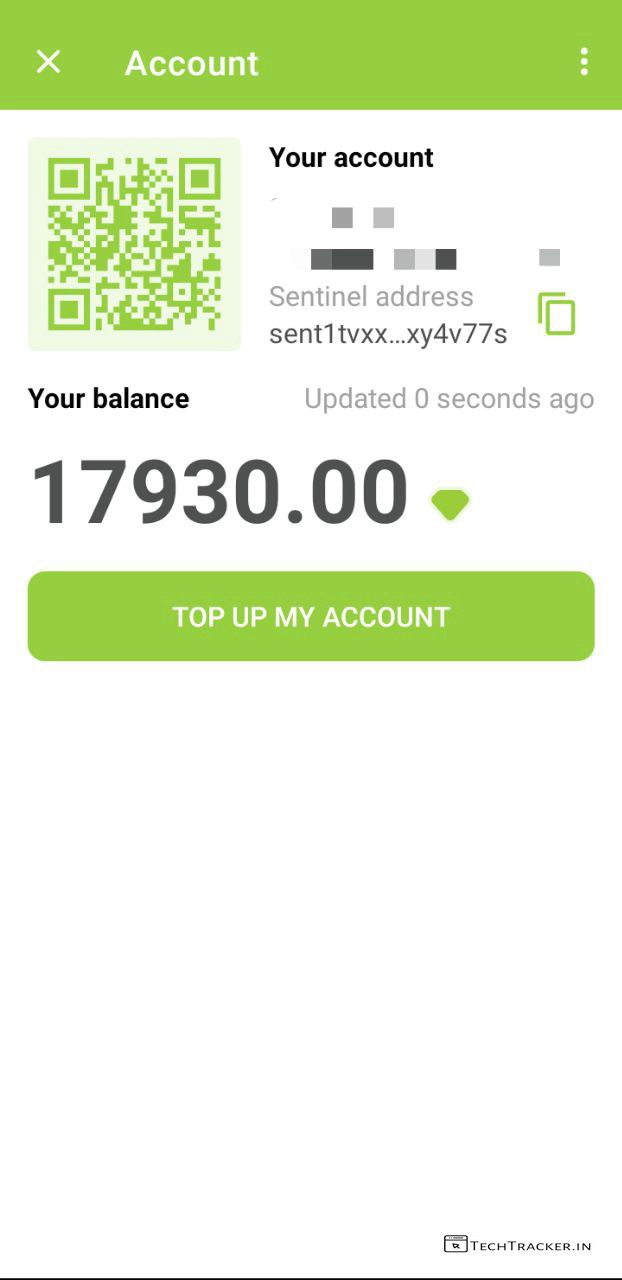 Account
Your account
Sentinel address
sent1tvxx...xy4v77s
Your balance
Updated 0 seconds ago
17930.00
TOP UP MY ACCOUNT
TECHTRACKER.IN